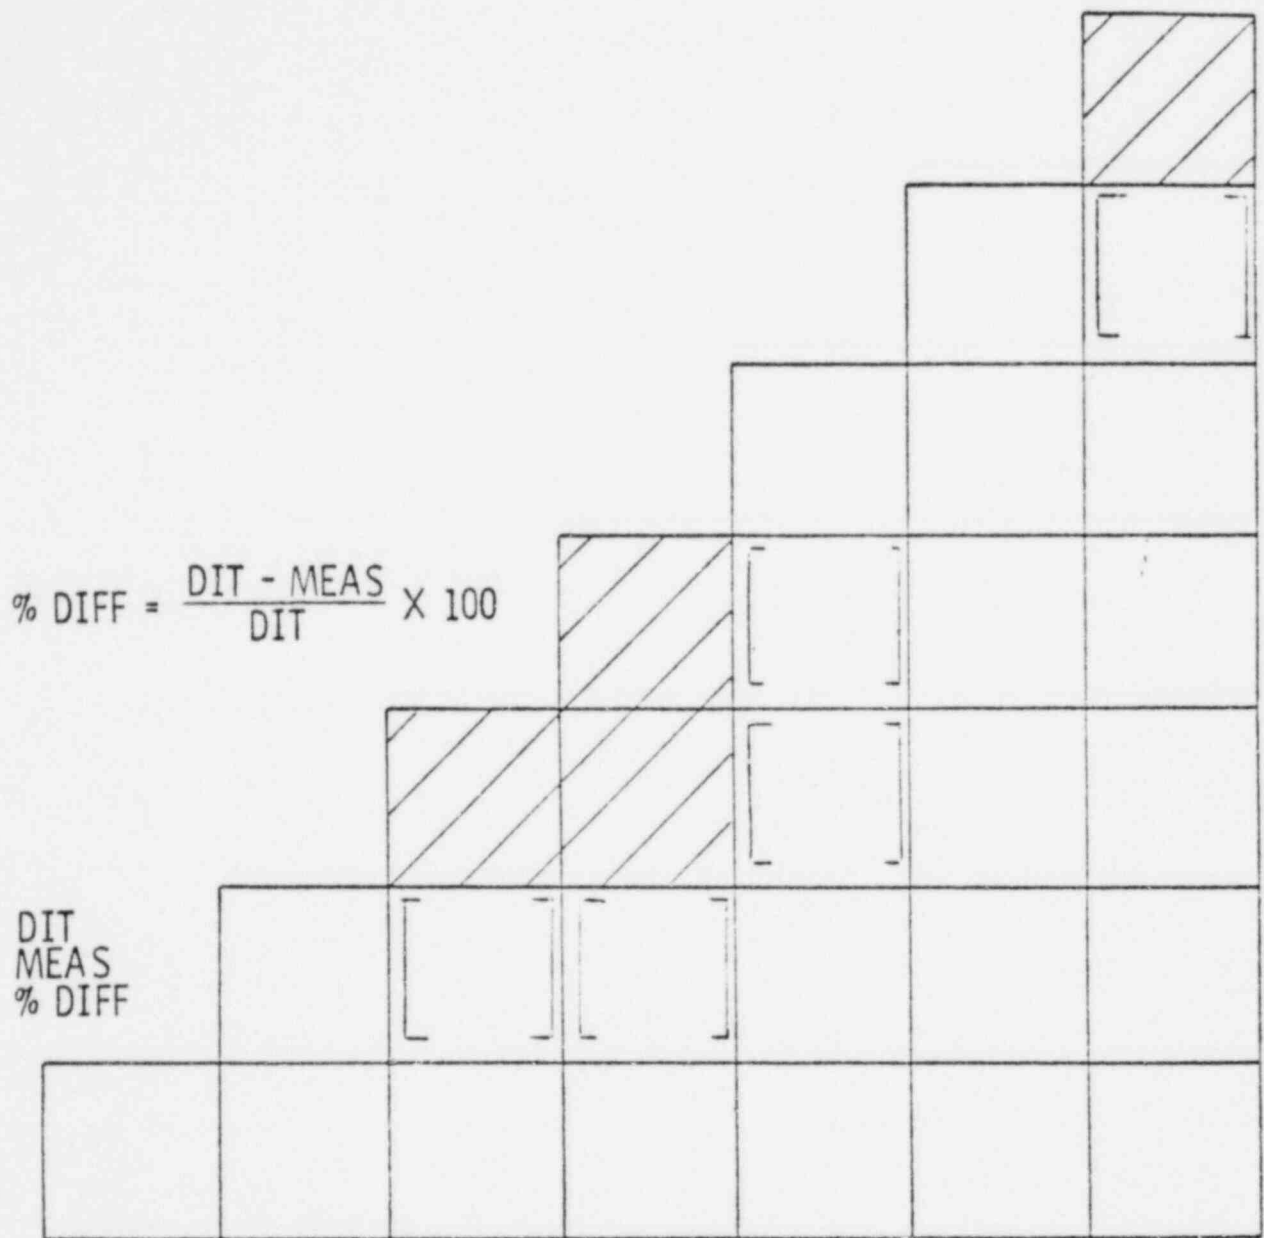 % DIFF = DIT - MEAS / DIT X 100
DIT
MEAS
% DIFF